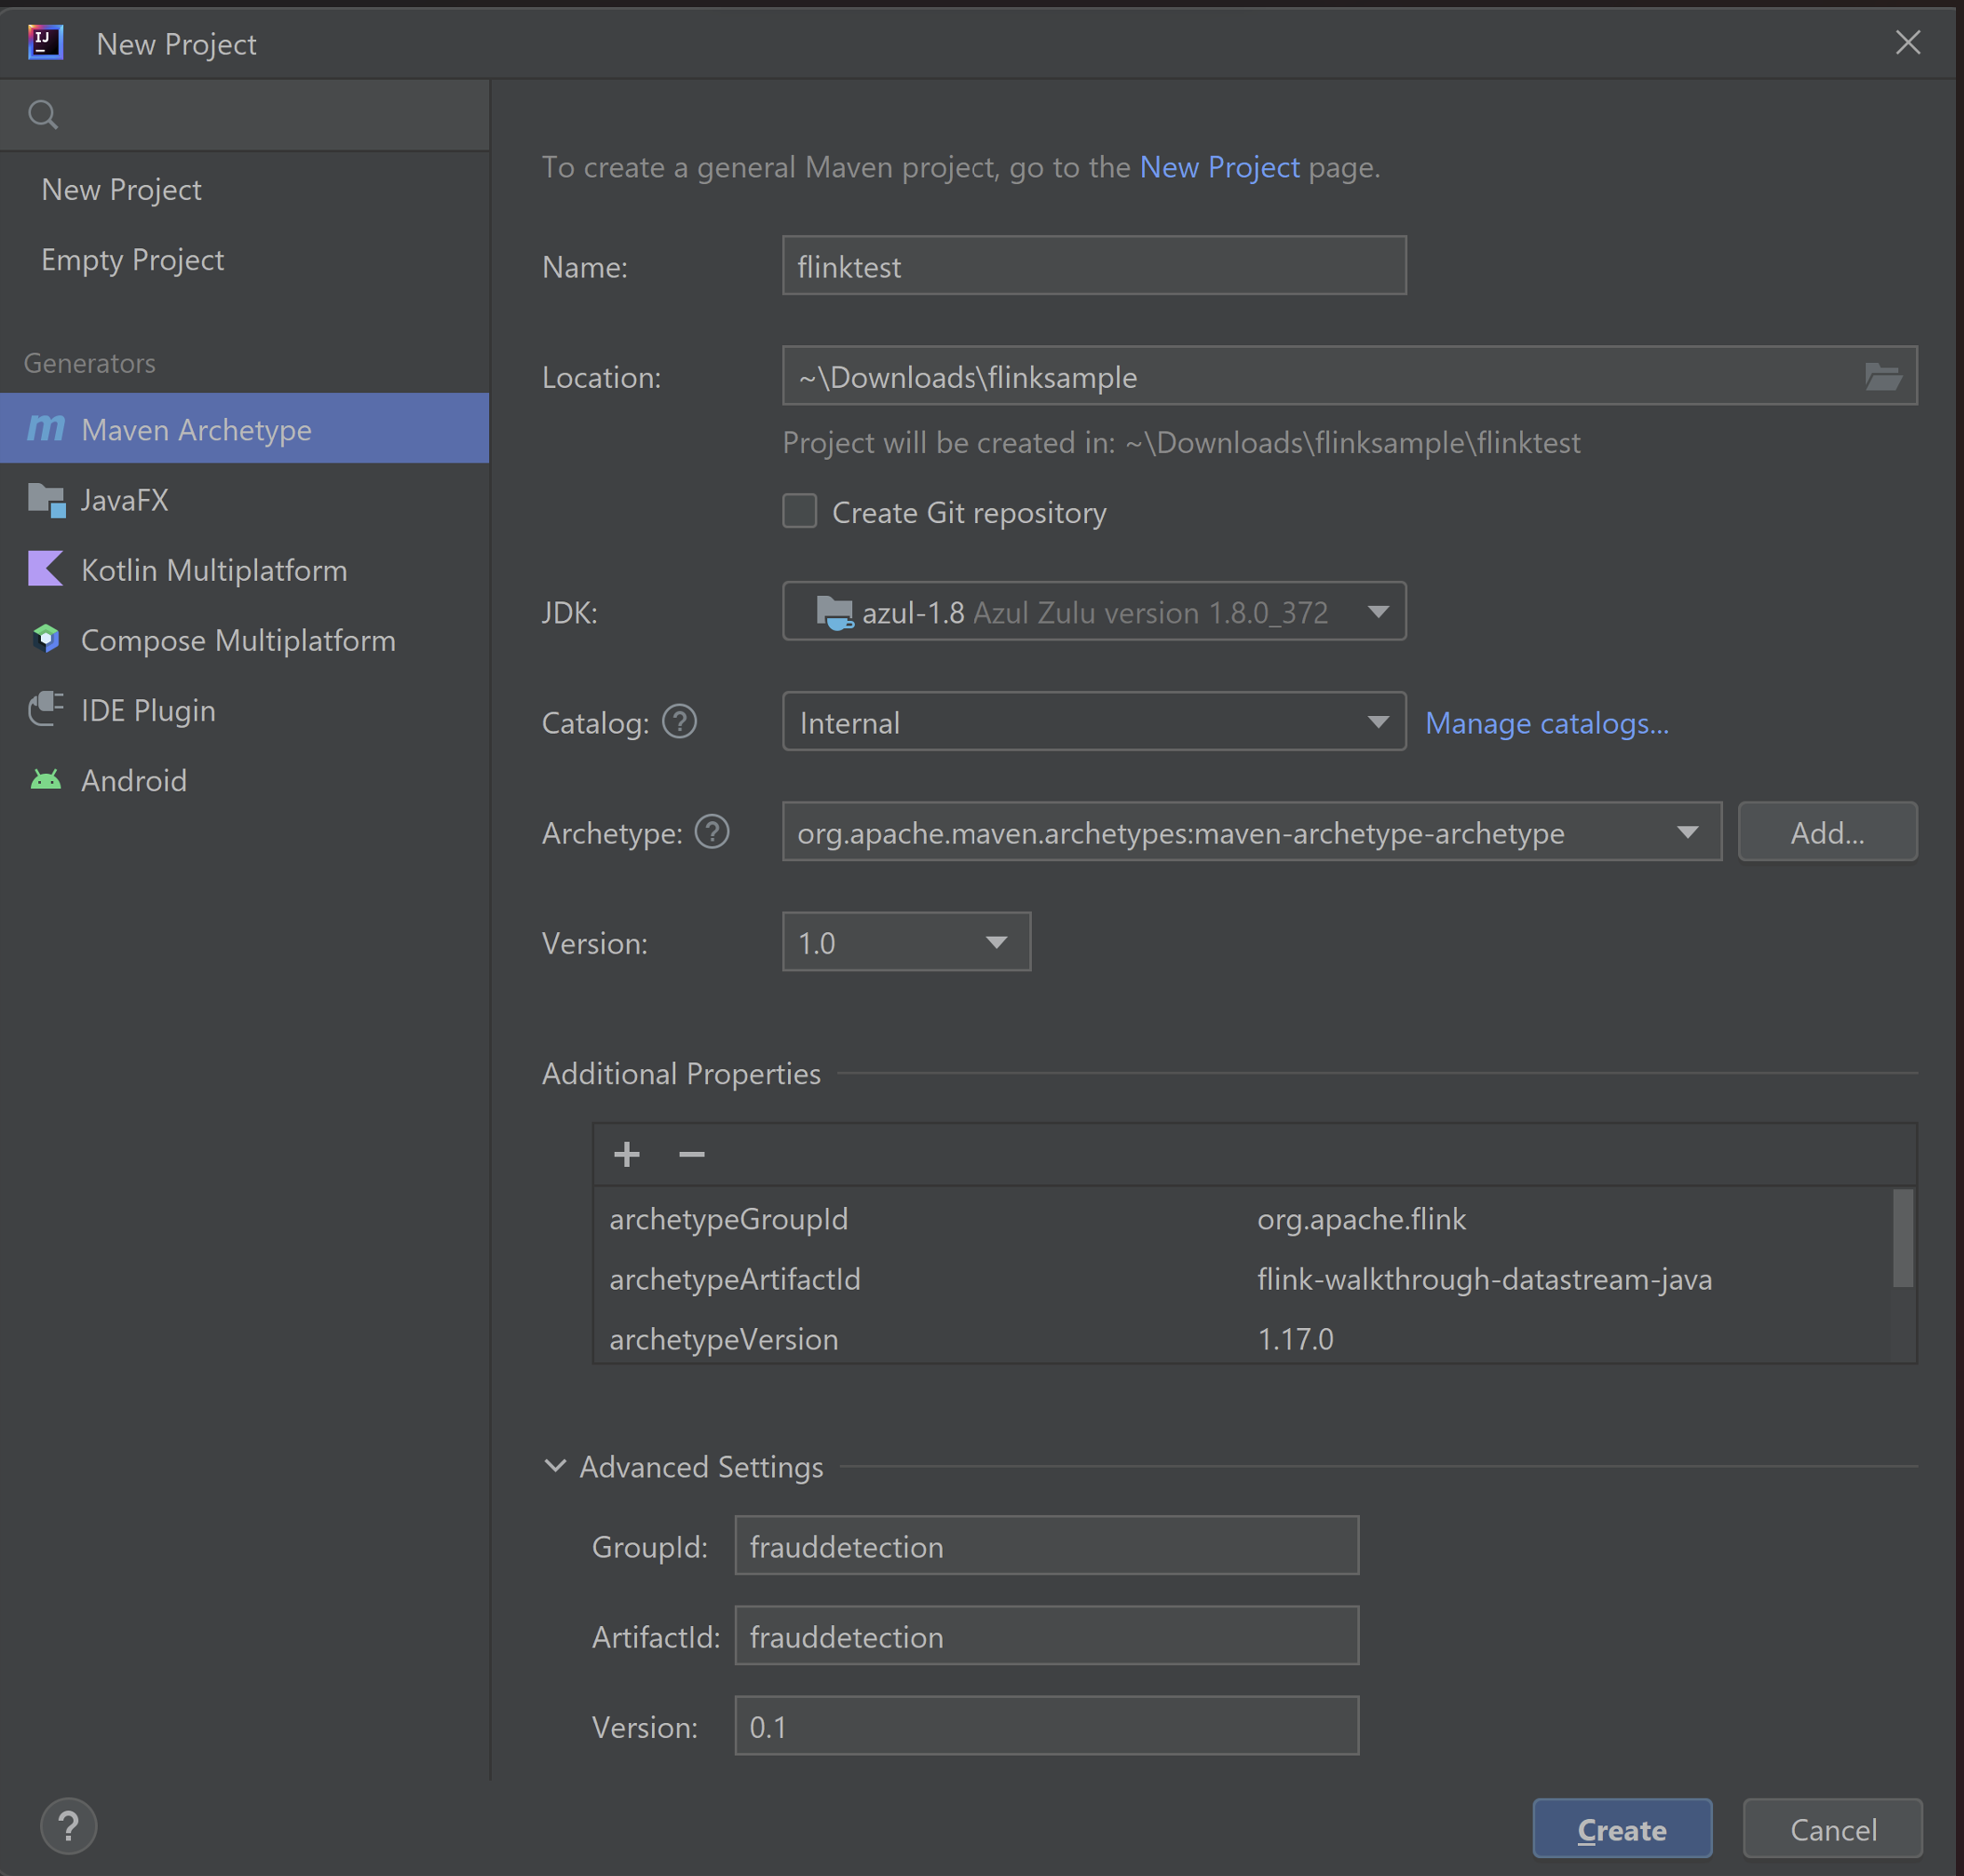 New Project
New Project
Empty Project
Generators
Maven Archetype
JavaFX
Kotlin Multiplatform
Compose Multiplatform
IDE Plugin
Android
To create a general Maven project, go to the New Project page.
Name: flinktest
Location: ~\Downloads\flinksample
Project will be created in: ~\Downloads\flinksample\flinktest
Create Git repository
JDK: azul-1.8 Azul Zulu version 1.8.0_372
Catalog: ? Internal Manage catalogs...
Archetype: ? org.apache.maven.archetypes:maven-archetype-archetype Add...
Version: 1.0
Additional Properties
archetypeGroupId org.apache.flink
archetypeArtifactId flink-walkthrough-datastream-java
archetypeVersion 1.17.0
Advanced Settings
GroupId: frauddetection
ArtifactId: frauddetection
Version: 0.1
? Create Cancel